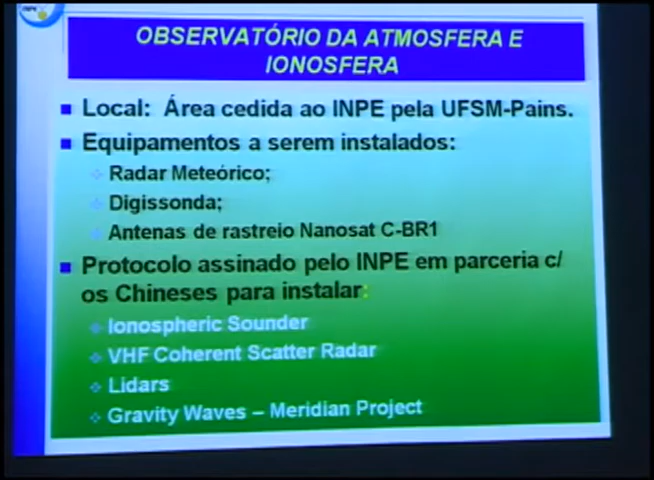 INPE
OBSERVATÓRIO DA ATMOSFERA E
IONOSFERA
Local: Área cedida ao INPE pela UFSM-Pains.
Equipamentos a serem instalados:
Radar Meteórico;
Digissonda;
Antenas de rastreio Nanosat C-BR1
Protocolo assinado pelo INPE em parceria c/
os Chineses para instalar:
Ionospheric Sounder
VHF Coherent Scatter Radar
Lidars
Gravity Waves – Meridian Project